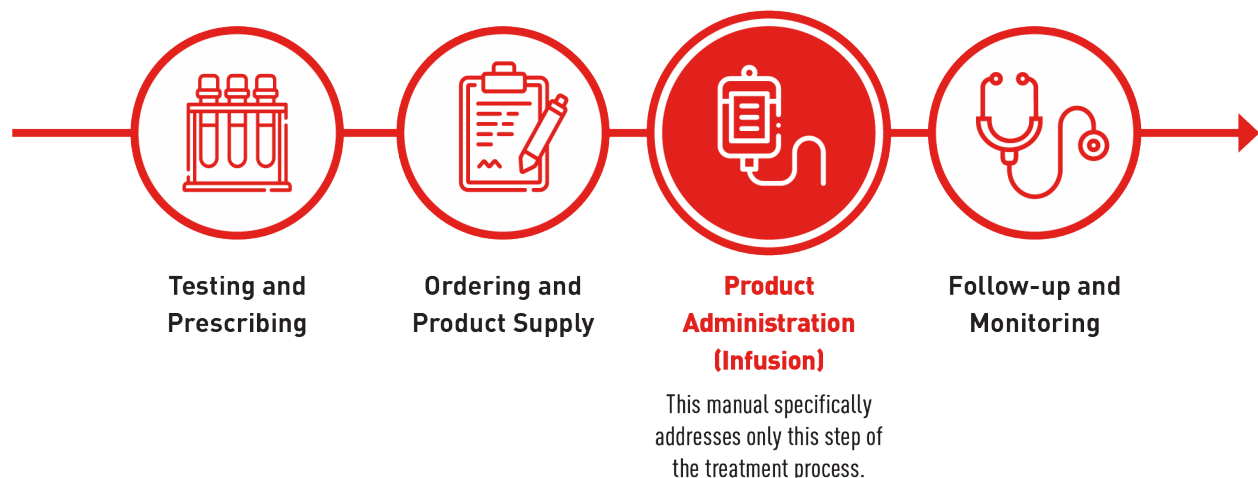 Testing and
Prescribing
Ordering and
Product Supply
Product
Administration
(Infusion)
This manual specifically
addresses only this step of
the treatment process.
Follow-up and
Monitoring